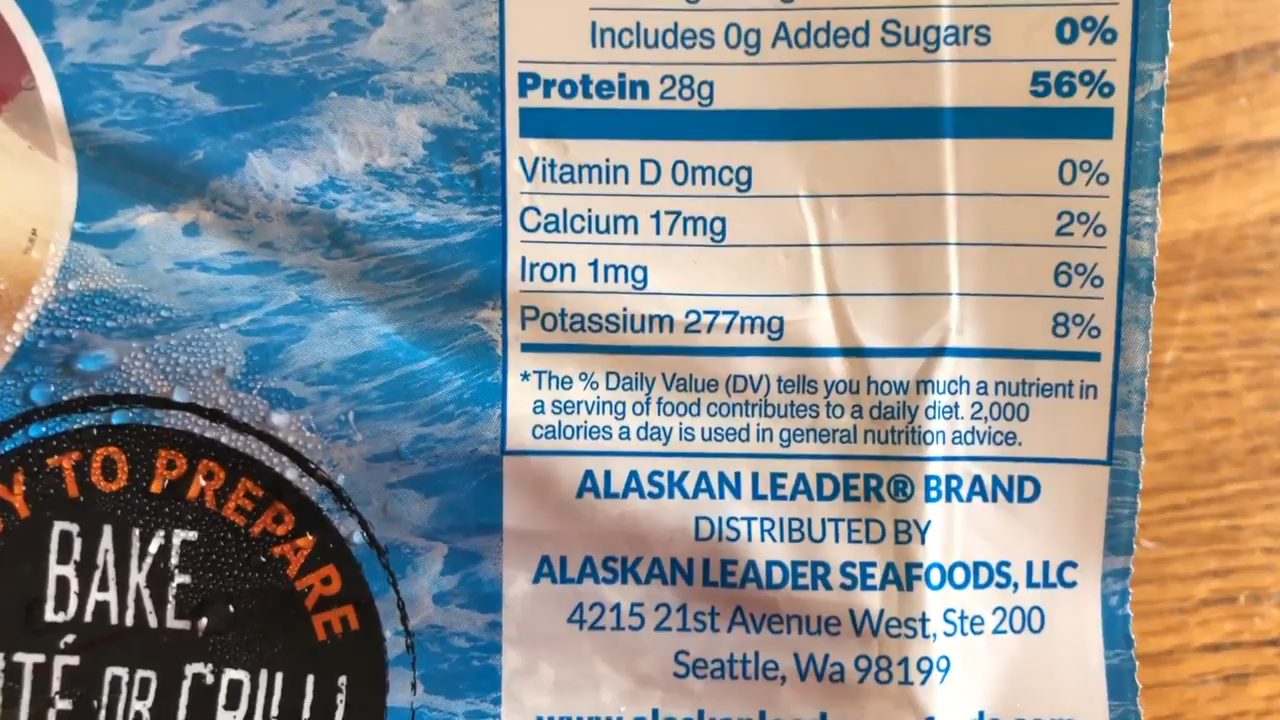 Includes 0g Added Sugars 0%
Protein 28g 56%
Vitamin D 0mcg 0%
Calcium 17mg 2%
Iron 1mg 6%
Potassium 277mg 8%
*The % Daily Value (DV) tells you how much a nutrient in
a serving of food contributes to a daily diet. 2,000
calories a day is used in general nutrition advice.
ALASKAN LEADER® BRAND
DISTRIBUTED BY
ALASKAN LEADER SEAFOODS, LLC
4215 21st Avenue West, Ste 200
Seattle, Wa 98199
TO PREPARE
BAKE,
OR GRILL